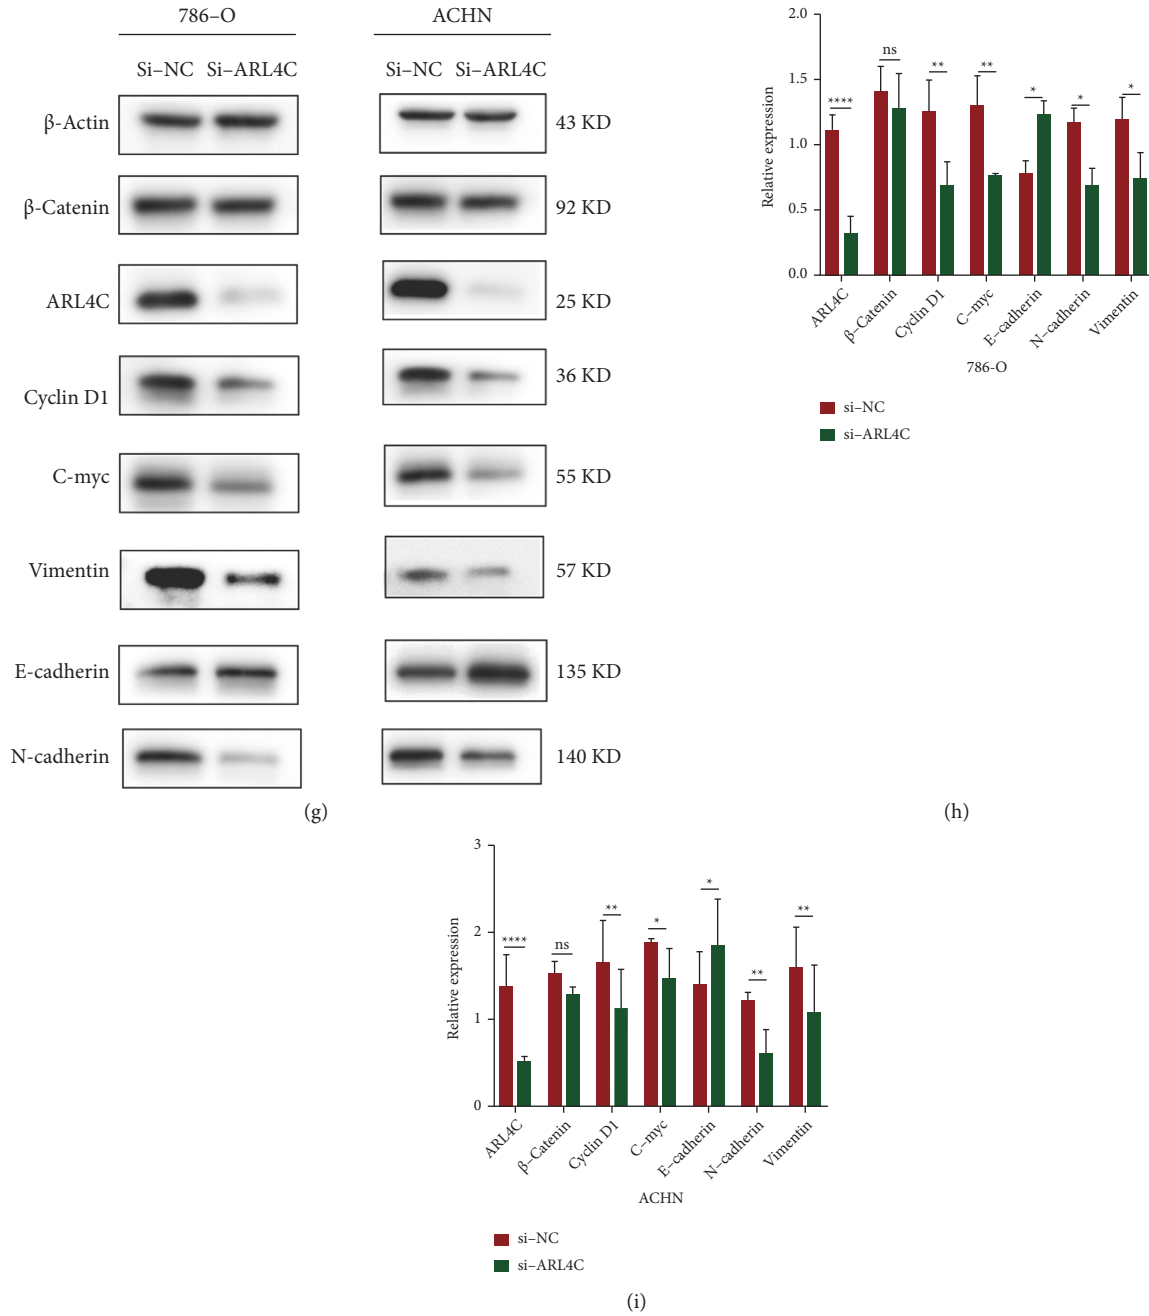 786–O
ACHN
Si–NC Si–ARL4C
Si–NC Si–ARL4C
β-Actin
43 KD
β-Catenin
92 KD
ARL4C
25 KD
Cyclin D1
36 KD
C-myc
55 KD
Vimentin
57 KD
E-cadherin
135 KD
N-cadherin
140 KD
(g)
Relative expression
2.0
1.5
1.0
0.5
0.0
****
ns
**
**
*
*
*
ARL4C
β–Catenin
Cyclin D1
C–myc
E–cadherin
N–cadherin
Vimentin
786-O
si–NC
si–ARL4C
(h)
Relative expression
3
2
1
0
****
ns
**
*
*
**
**
ARL4C
β–Catenin
Cyclin D1
C–myc
E–cadherin
N–cadherin
Vimentin
ACHN
si–NC
si–ARL4C
(i)